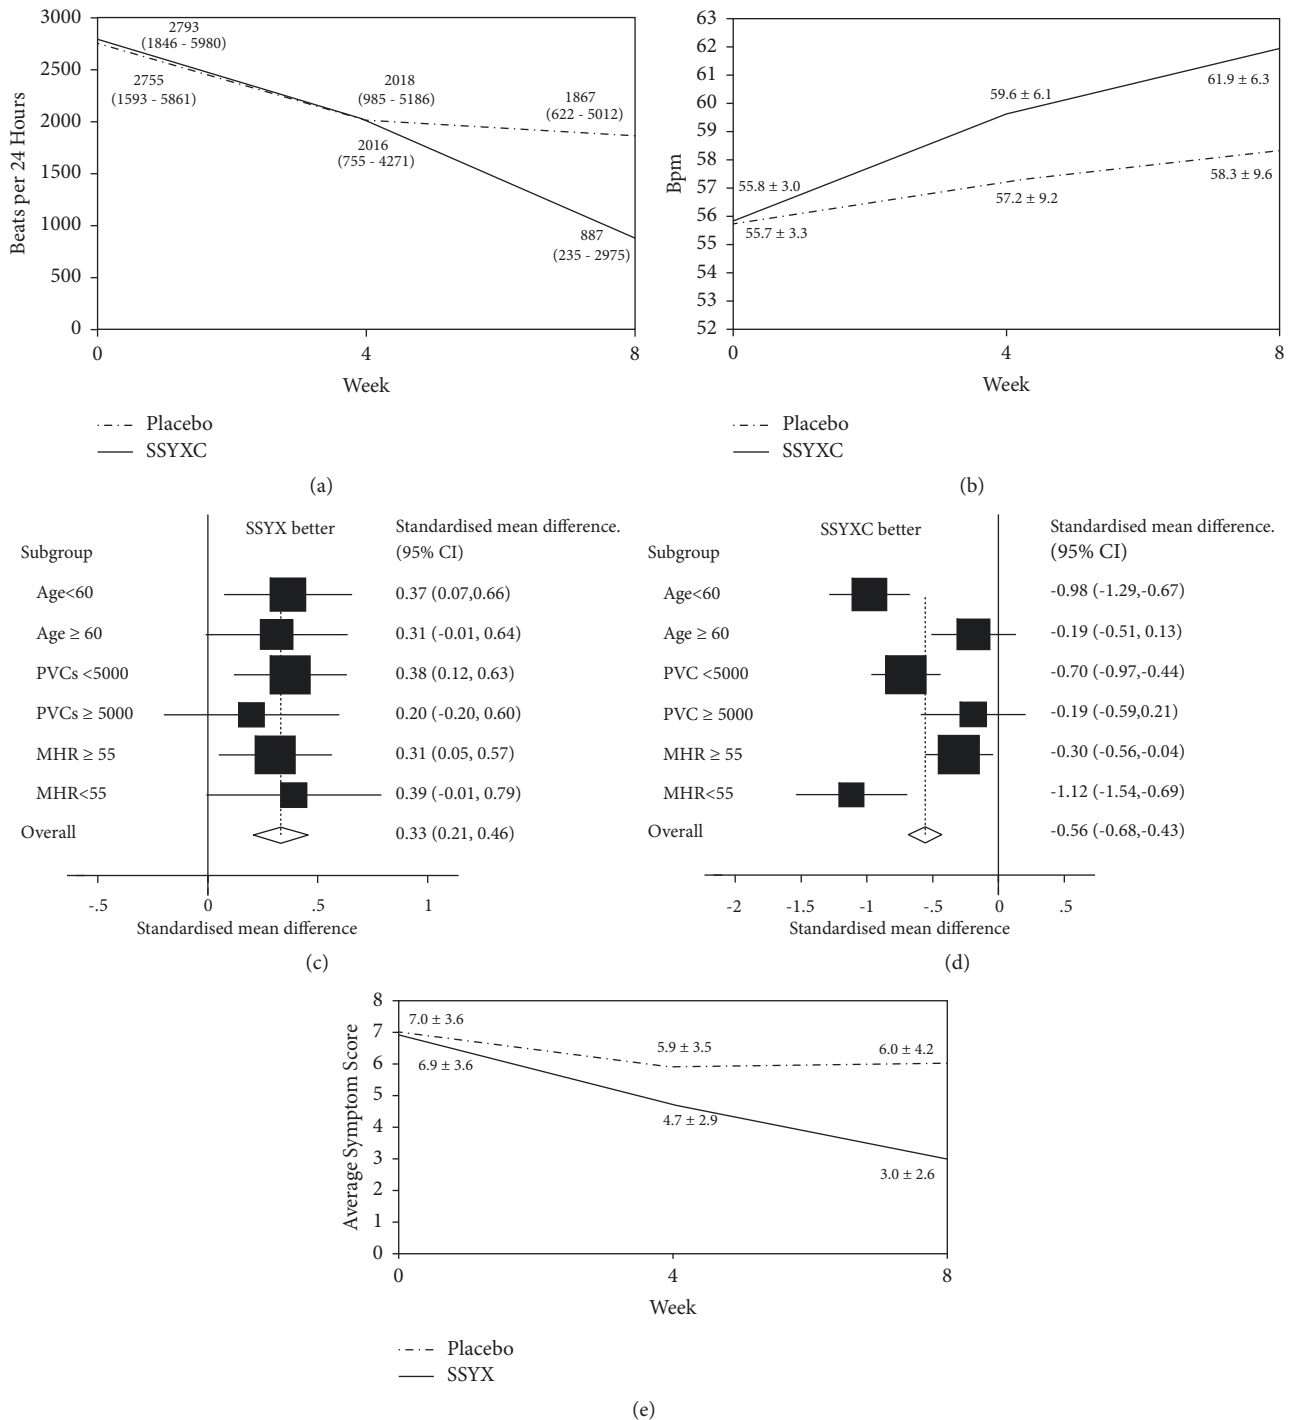 3000
2500
2000
1500
1000
500
0
Beats per 24 Hours
2793
(1846 - 5980)
2755
(1593 - 5861)
2018
(985 - 5186)
2016
(755 - 4271)
1867
(622 - 5012)
887
(235 - 2975)
0 4 8
Week
Placebo
SSYXC
(a)
63
62
61
60
59
58
57
56
55
54
53
52
Bpm
55.8 ± 3.0
55.7 ± 3.3
59.6 ± 6.1
57.2 ± 9.2
61.9 ± 6.3
58.3 ± 9.6
0 4 8
Week
Placebo
SSYXC
(b)
SSYX better Standardised mean difference.
Subgroup (95% CI)
Age<60 0.37 (0.07,0.66)
Age ≥ 60 0.31 (-0.01, 0.64)
PVCs <5000 0.38 (0.12, 0.63)
PVCs ≥ 5000 0.20 (-0.20, 0.60)
MHR ≥ 55 0.31 (0.05, 0.57)
MHR<55 0.39 (-0.01, 0.79)
Overall 0.33 (0.21, 0.46)
-.5 0 .5 1
Standardised mean difference
(c)
SSYXC better Standardised mean difference.
Subgroup (95% CI)
Age<60 -0.98 (-1.29,-0.67)
Age ≥ 60 -0.19 (-0.51, 0.13)
PVC <5000 -0.70 (-0.97,-0.44)
PVC ≥ 5000 -0.19 (-0.59,0.21)
MHR ≥ 55 -0.30 (-0.56,-0.04)
MHR<55 -1.12 (-1.54,-0.69)
Overall -0.56 (-0.68,-0.43)
-2 -1.5 -1 -.5 0 .5
Standardised mean difference
(d)
8
7
6
5
4
3
2
1
0
Average Symptom Score
7.0 ± 3.6
6.9 ± 3.6
5.9 ± 3.5
4.7 ± 2.9
6.0 ± 4.2
3.0 ± 2.6
0 4 8
Week
Placebo
SSYX
(e)